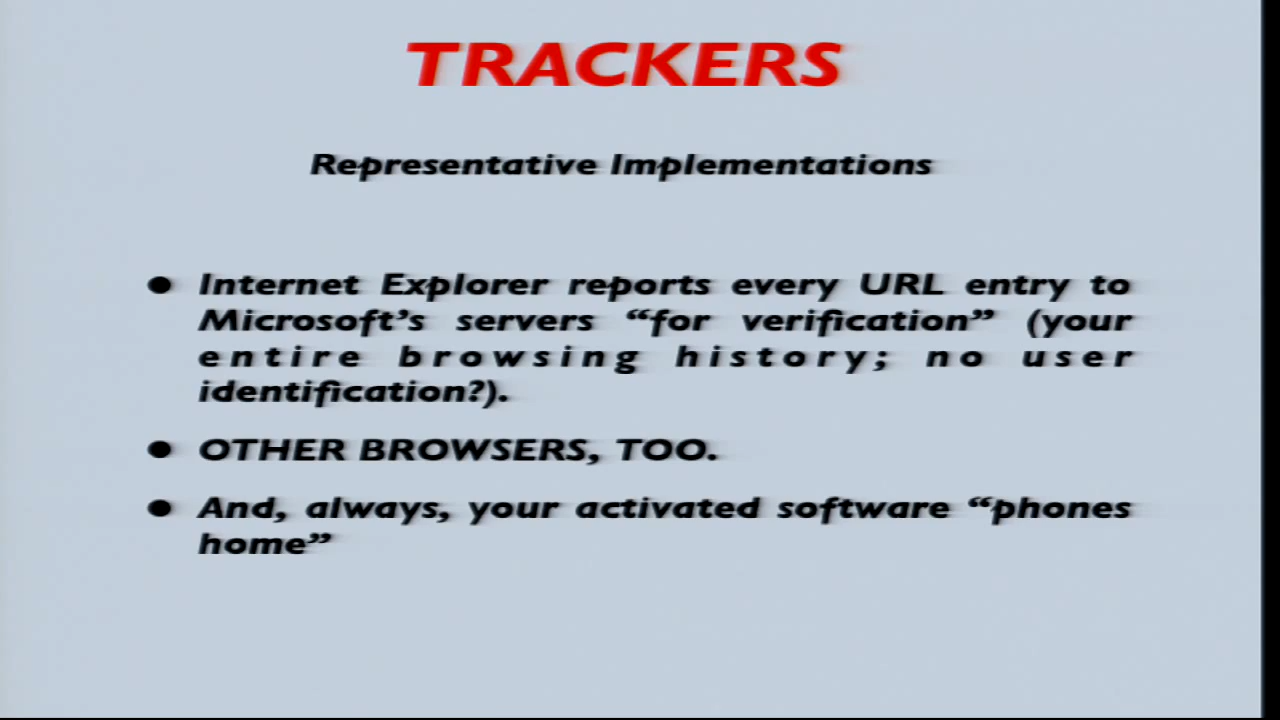 TRACKERS
Representative Implementations
● Internet Explorer reports every URL entry to
Microsoft’s servers “for verification” (your
entire browsing history; no user
identification?).
● OTHER BROWSERS, TOO.
● And, always, your activated software “phones
home”